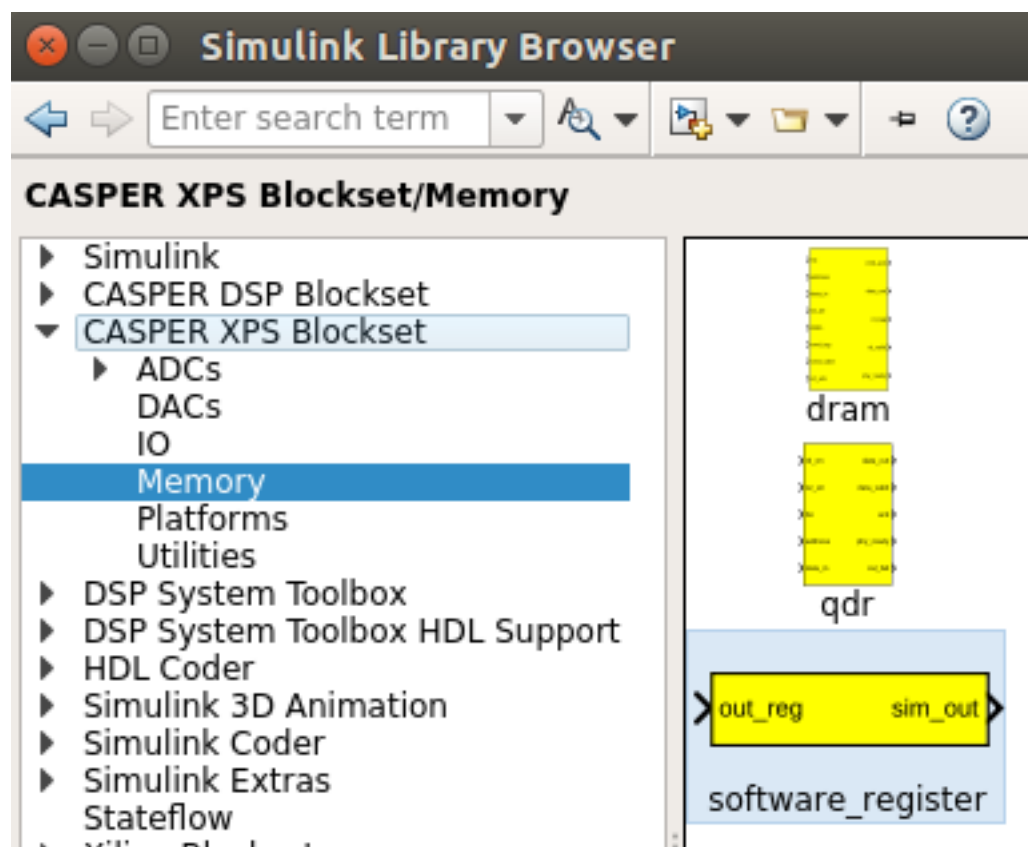 Simulink Library Browser
Enter search term
CASPER XPS Blockset/Memory
Simulink
CASPER DSP Blockset
CASPER XPS Blockset
ADCs
DACs
IO
Memory
Platforms
Utilities
DSP System Toolbox
DSP System Toolbox HDL Support
HDL Coder
Simulink 3D Animation
Simulink Coder
Simulink Extras
Stateflow
dram
qdr
out_reg sim_out
software_register